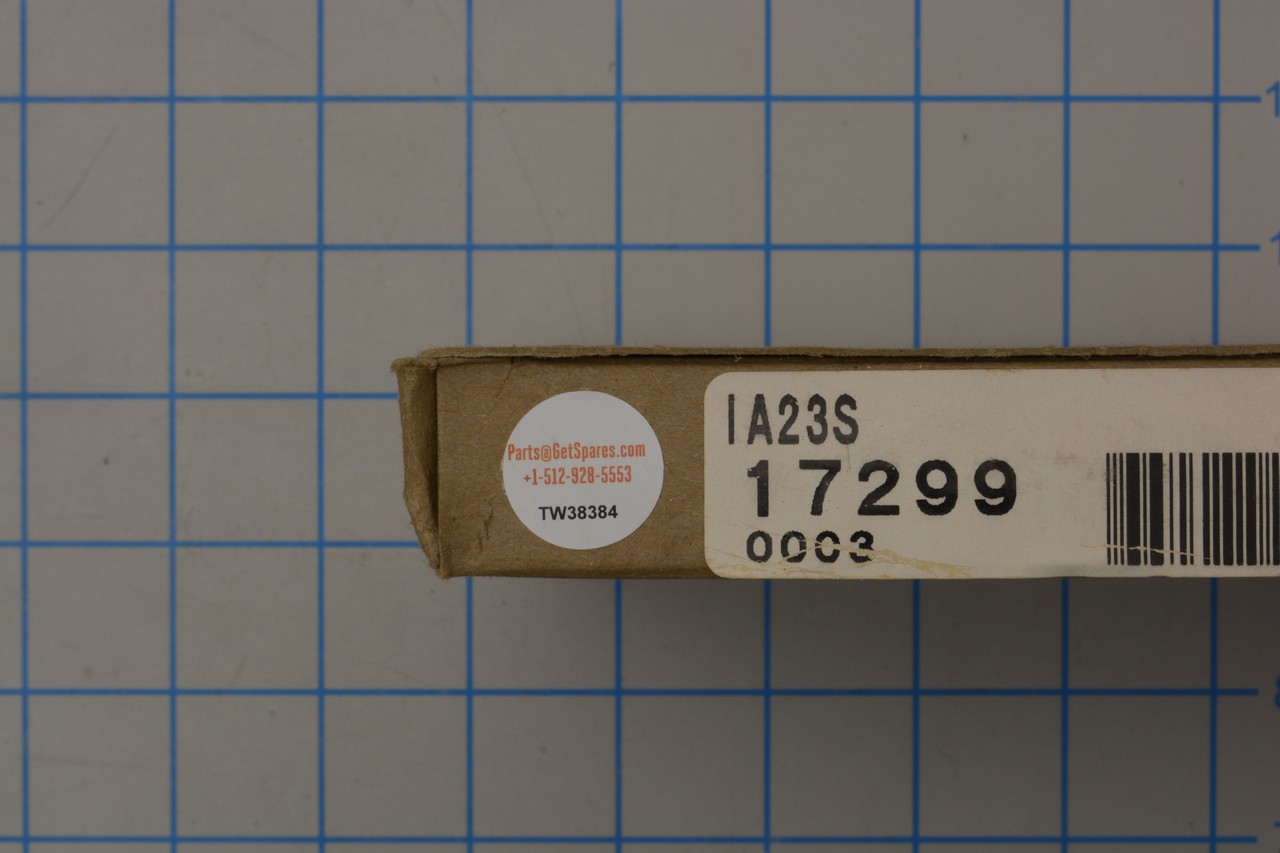 Parts@GetSpares.com
+1-512-928-5553
TW38384
IA23S
17299
0003